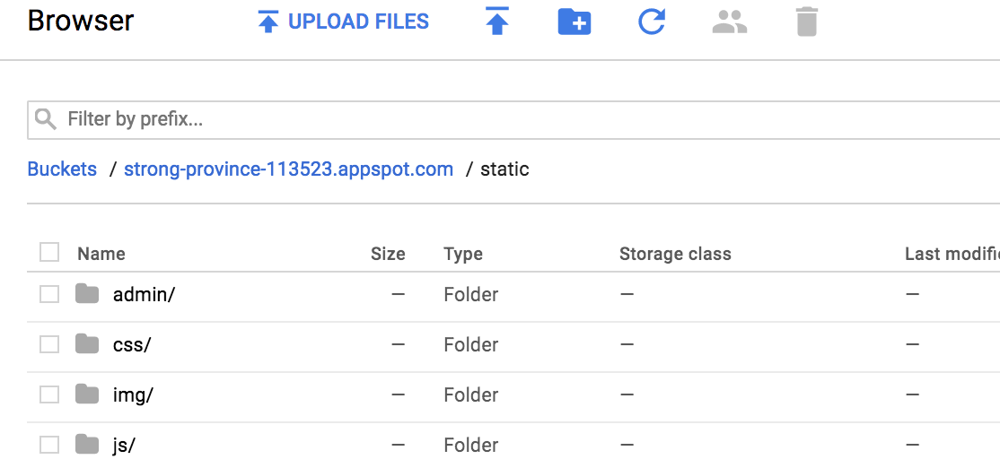 Browser UPLOAD FILES
Filter by prefix...
Buckets / strong-province-113523.appspot.com / static
Name Size Type Storage class Last modifie
admin/ — Folder — —
css/ — Folder — —
img/ — Folder — —
js/ — Folder — —